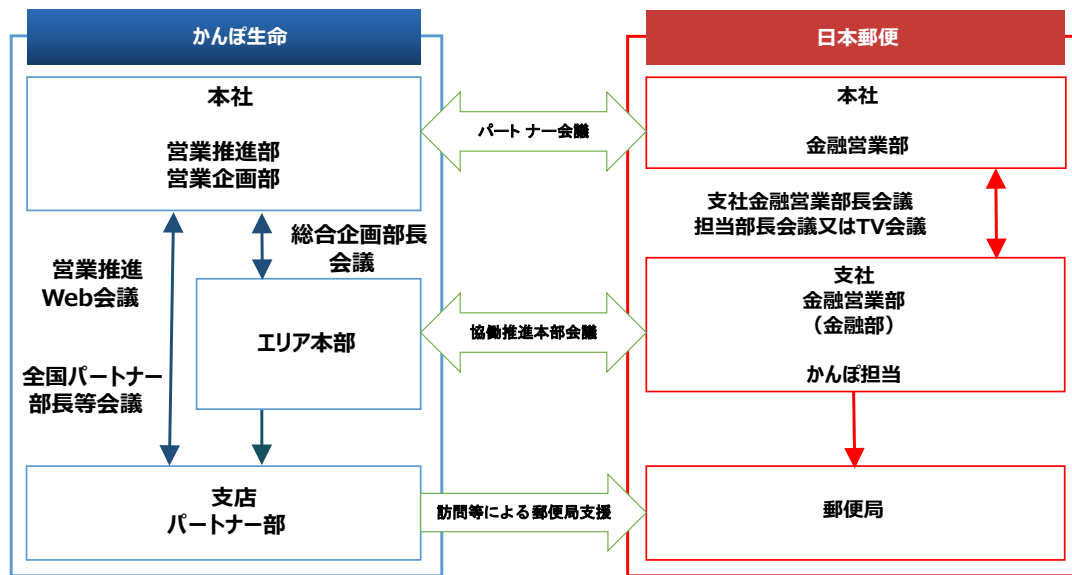 かんぽ生命
日本郵便
本社
営業推進部
営業企画部
パートナー会議
本社
金融営業部
総合企画部長
会議
支社金融営業部長会議
担当部長会議又はTV会議
営業推進
Web会議
エリア本部
協働推進本部会議
支社
金融営業部
（金融部）
かんぽ担当
全国パートナー
部長等会議
支店
パートナー部
訪問等による郵便局支援
郵便局